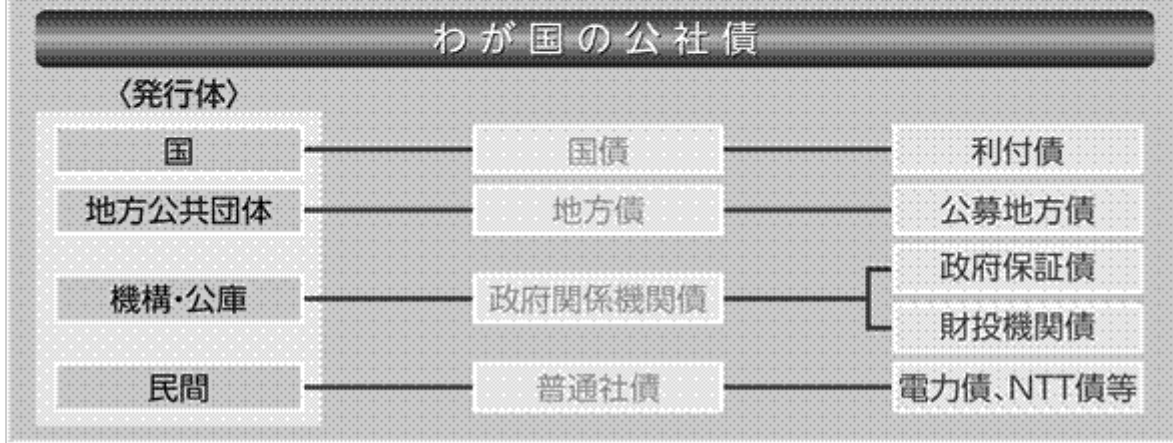 わが国の公社債
〈発行体〉
国 国債 利付債
地方公共団体 地方債 公募地方債
機構・公庫 政府関係機関債 政府保証債
財投機関債
民間 普通社債 電力債、NTT債等